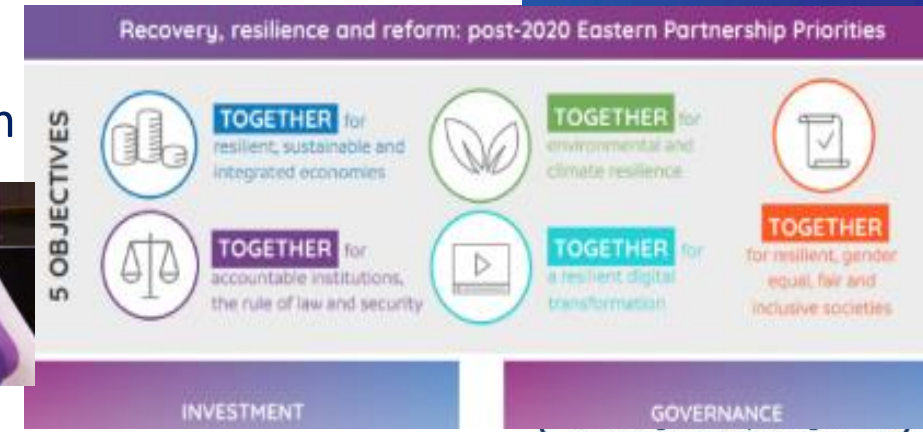 Recovery, resilience and reform: post-2020 Eastern Partnership Priorities
n
5 OBJECTIVES
TOGETHER for
resilient, sustainable and
integrated economies
TOGETHER for
environmental and
climate resilience
TOGETHER
for resilient, gender
equal, fair and
inclusive societies
TOGETHER for
accountable institutions,
the rule of law and security
TOGETHER for
a resilient digital
transformation
INVESTMENT
GOVERNANCE